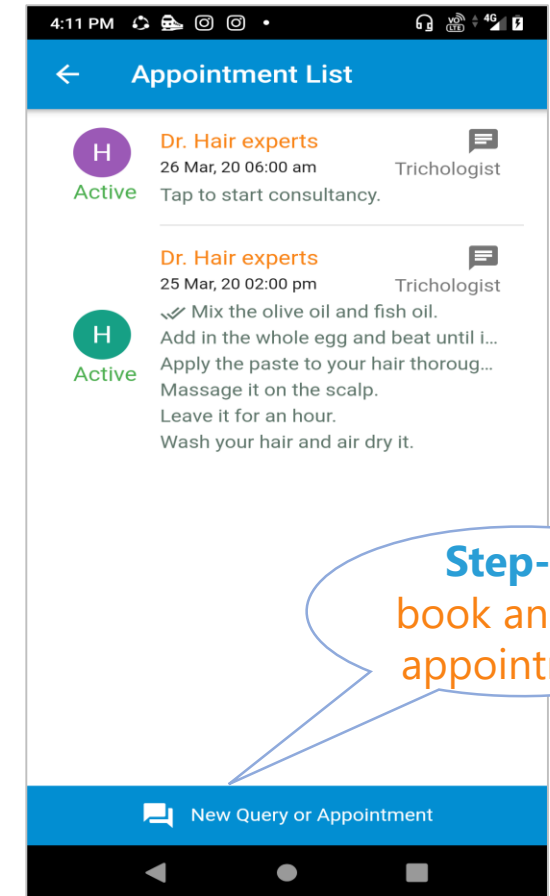 4:11 PM
4G
Appointment List
H
Dr. Hair experts
26 Mar, 20 06:00 am
Trichologist
Active
Tap to start consultancy.
Dr. Hair experts
25 Mar, 20 02:00 pm
Trichologist
H
Active
Mix the olive oil and fish oil.
Add in the whole egg and beat until i...
Apply the paste to your hair thoroug...
Massage it on the scalp.
Leave it for an hour.
Wash your hair and air dry it.
Step-
book an
New Query or Appointment